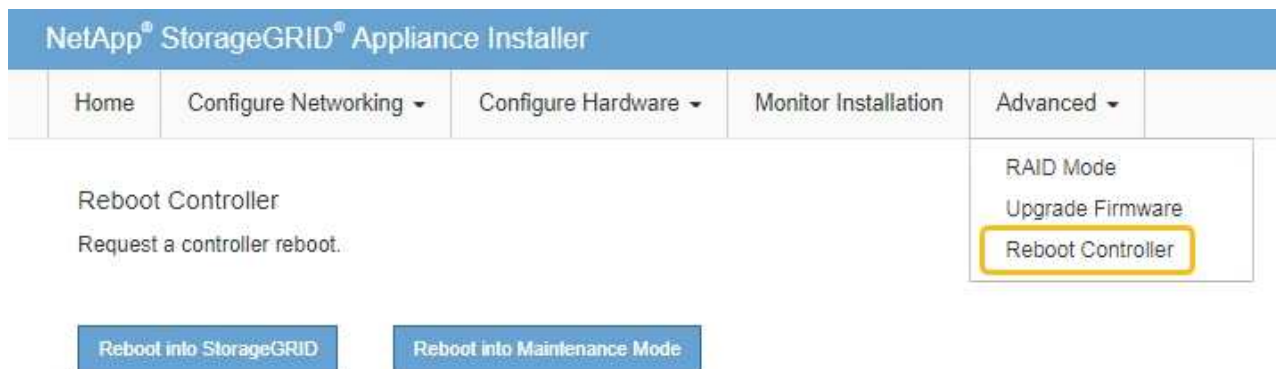 NetApp® StorageGRID® Appliance Installer
Home Configure Networking Configure Hardware Monitor Installation Advanced
RAID Mode
Upgrade Firmware
Reboot Controller
Reboot Controller
Request a controller reboot.
Reboot into StorageGRID Reboot into Maintenance Mode